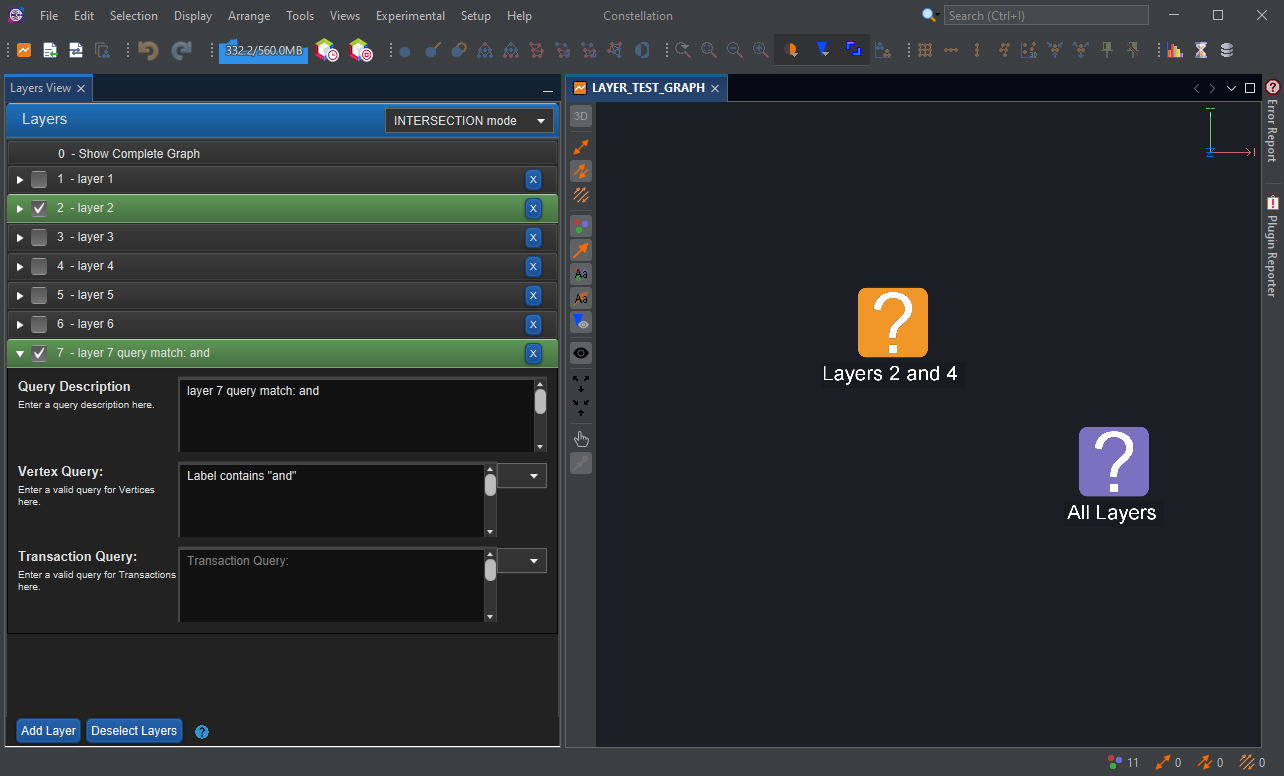 File Edit Selection Display Arrange Tools Views Experimental Setup Help Constellation Search (Ctrl+I)
332.2/560.0MB
Layers View
LAYER_TEST_GRAPH
Layers
INTERSECTION mode
0 - Show Complete Graph
1 - layer 1 X
2 - layer 2 X
3 - layer 3 X
4 - layer 4 X
5 - layer 5 X
6 - layer 6 X
7 - layer 7 query match: and X
Query Description
Enter a query description here.
layer 7 query match: and
Vertex Query:
Enter a valid query for Vertices
here.
Label contains "and"
Transaction Query:
Enter a valid query for Transactions
here.
Transaction Query:
Add Layer Deselect Layers ?
3D
Aa
Aa
?
Layers 2 and 4
?
All Layers
Error Report
Plugin Reporter
11 0 0 0